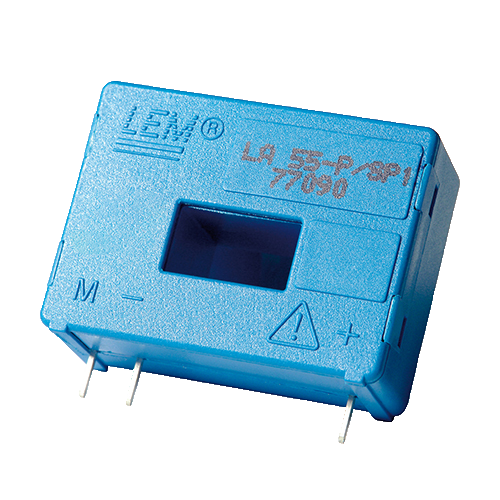 LEM®
LA 55-P/SP1
77090
M - +